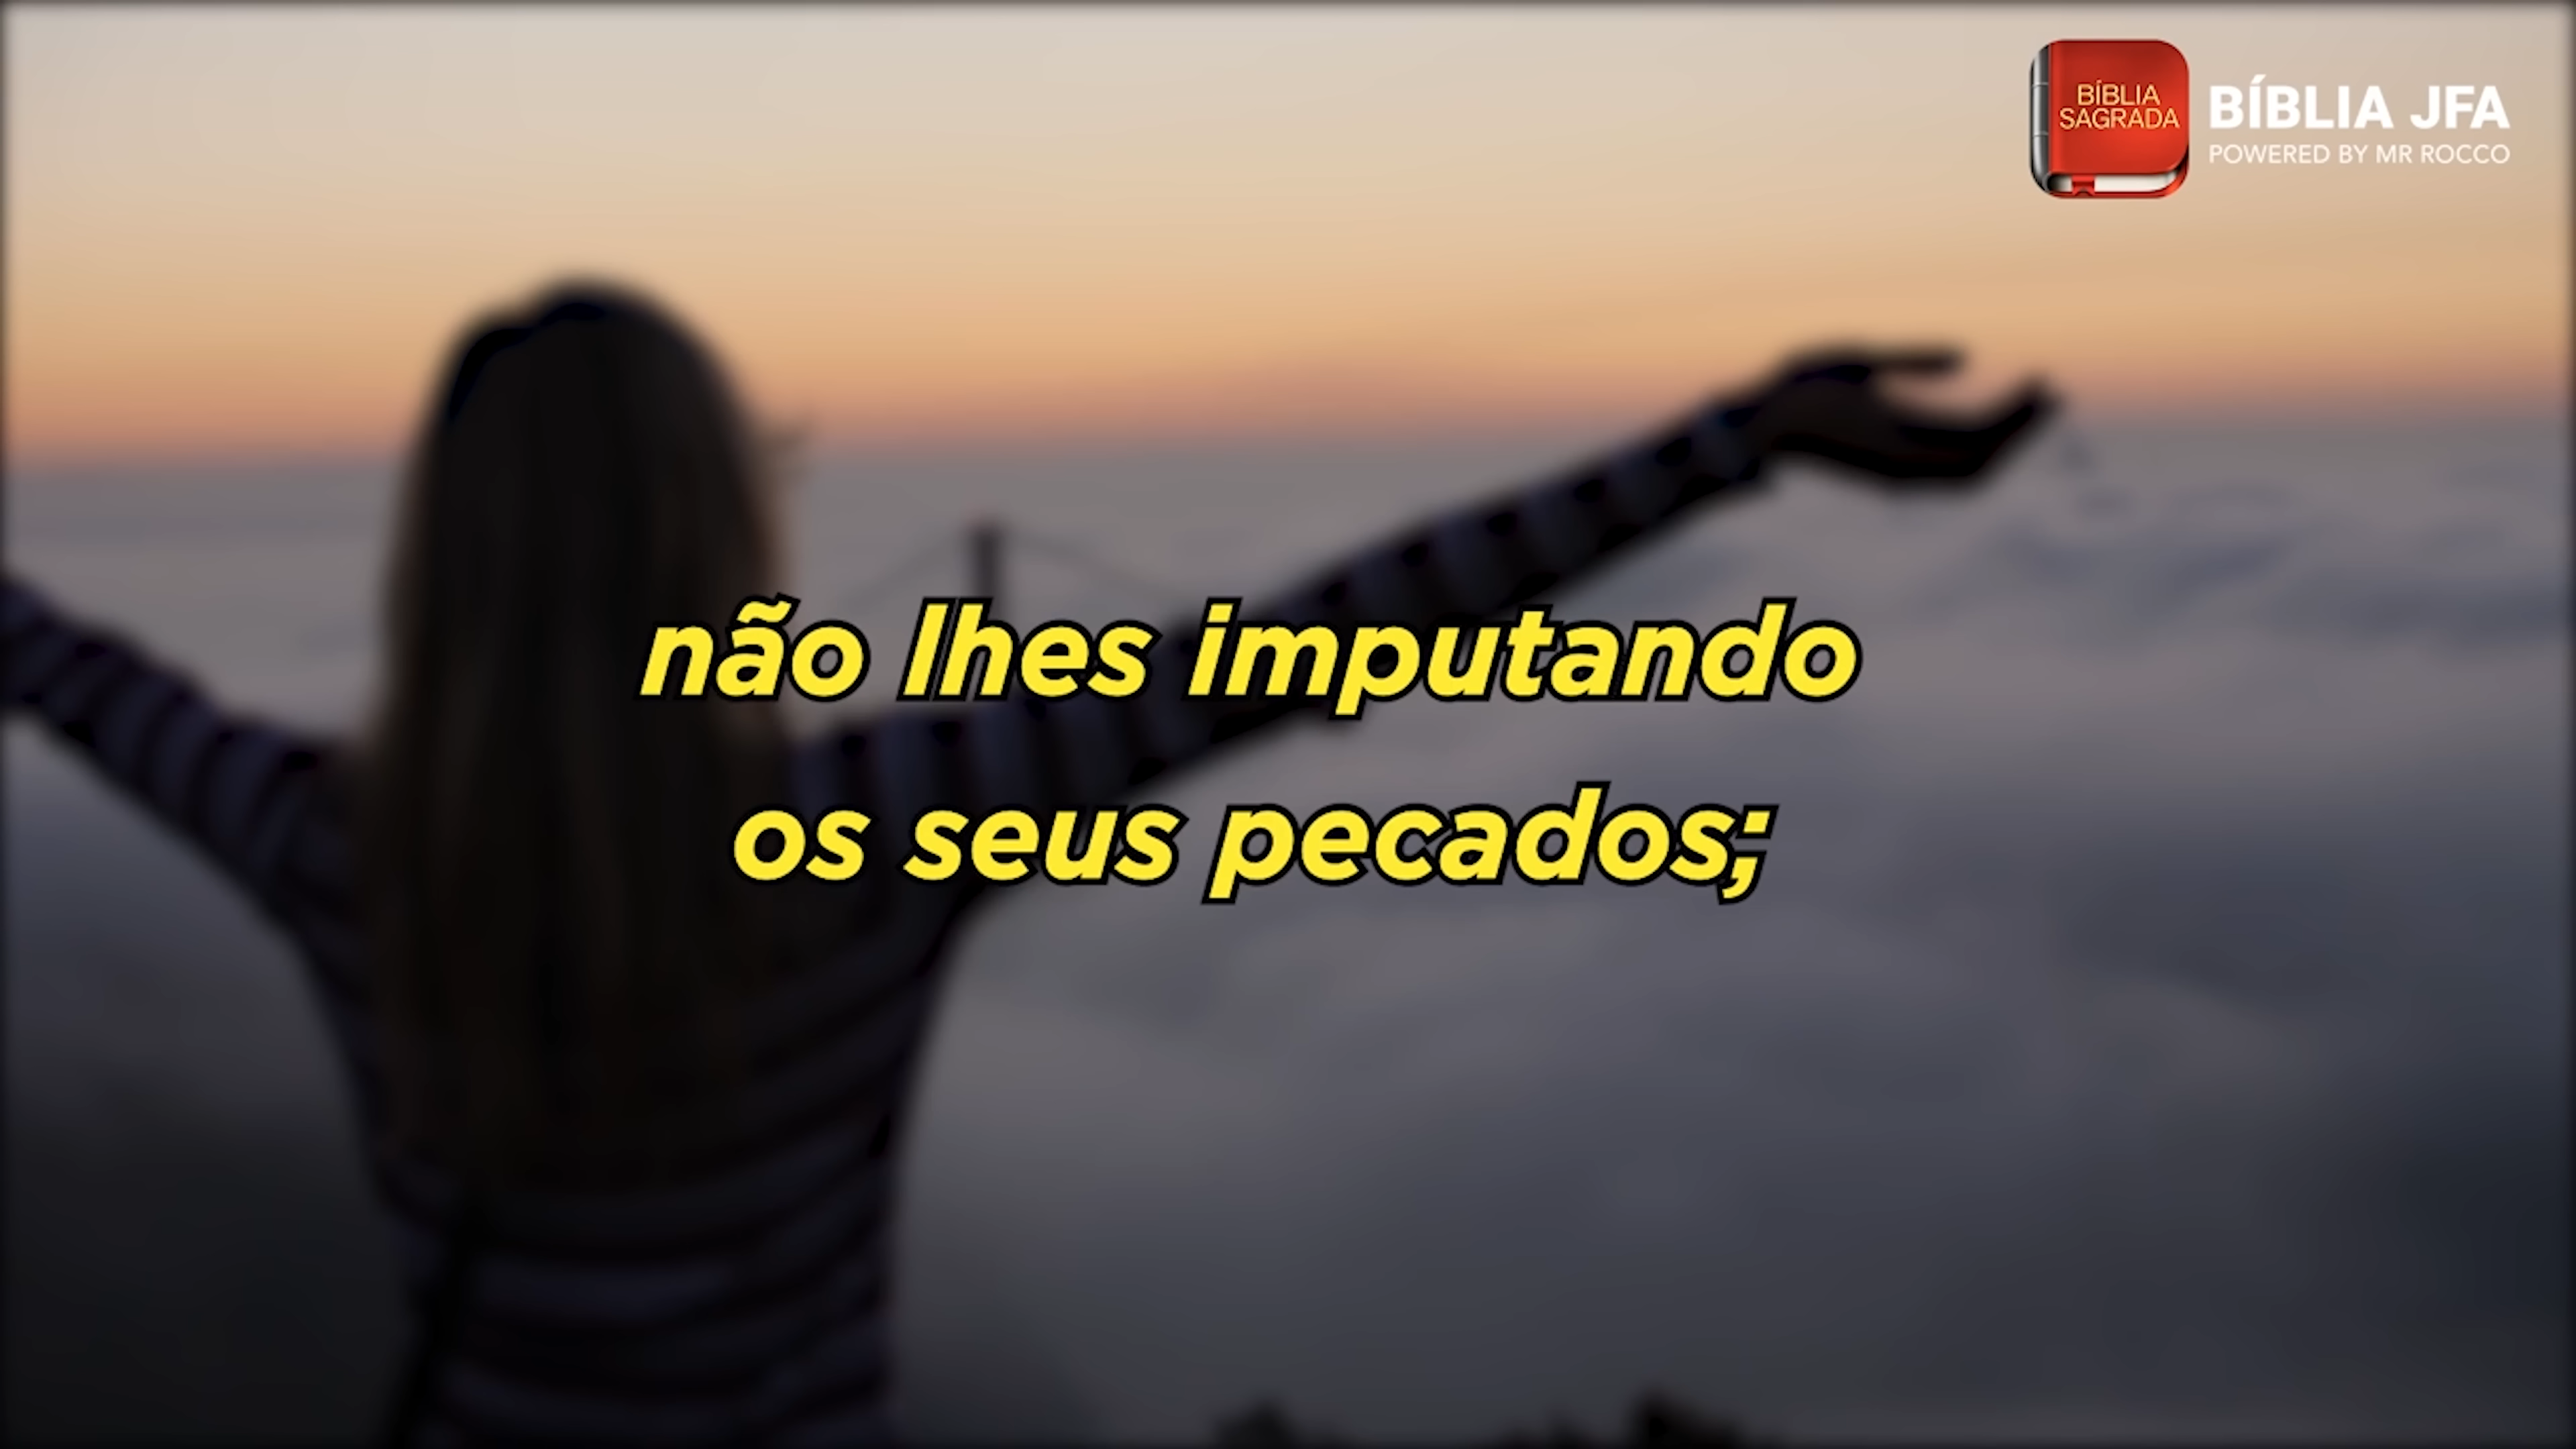 BÍBLIA
SAGRADA
BÍBLIA JFA
POWERED BY MR ROCCO
não lhes imputando
os seus pecados;